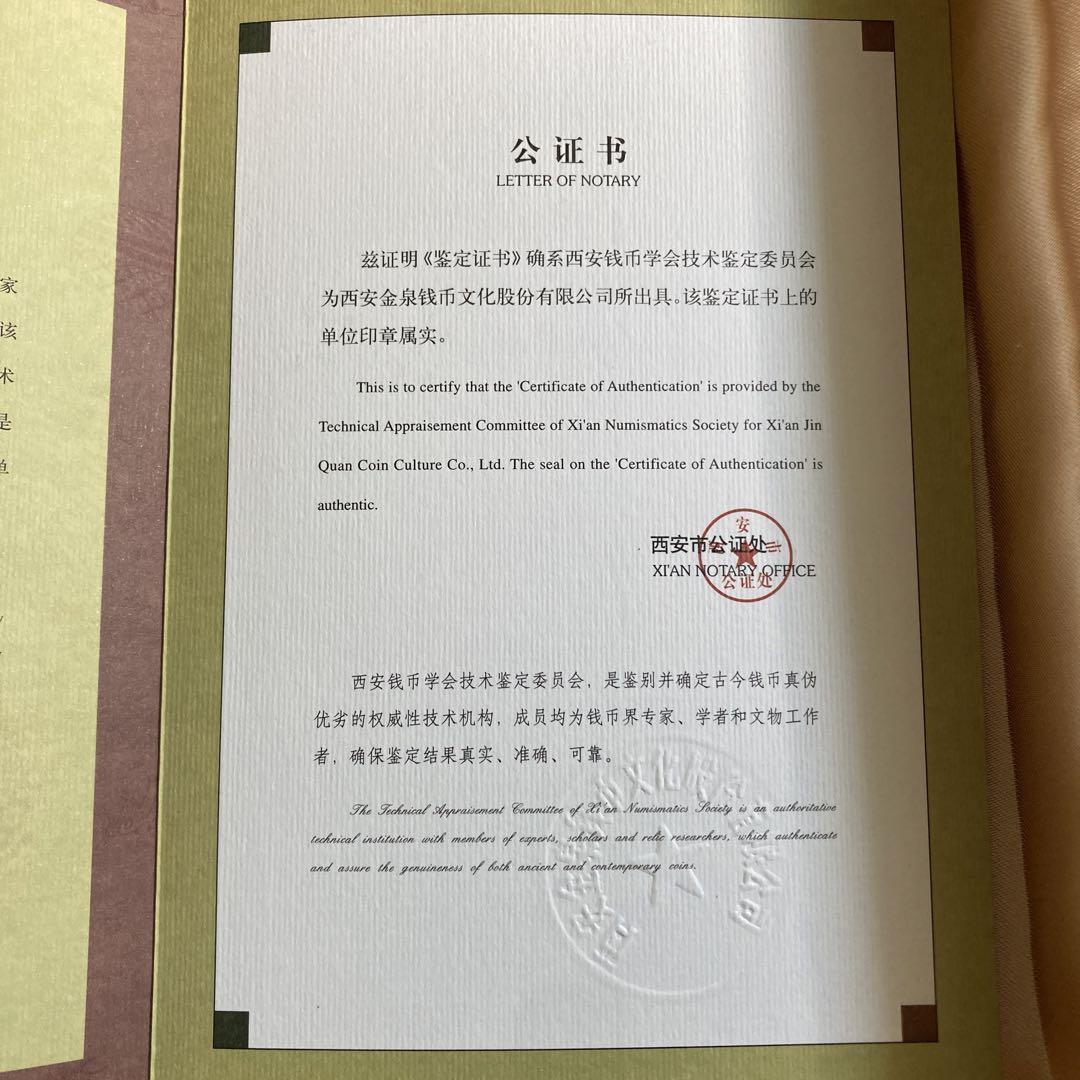 家
该
术
是
单
公证书
LETTER OF NOTARY
兹证明《鉴定证书》确系西安钱币学会技术鉴定委员会
为西安金泉钱币文化股份有限公司所出具。该鉴定证书上的
单位印章属实。
This is to certify that the 'Certificate of Authentication' is provided by the
Technical Appraisement Committee of Xi'an Numismatics Society for Xi'an Jin
Quan Coin Culture Co., Ltd. The seal on the 'Certificate of Authentication' is
authentic.
西安市公证处
XI'AN NOTARY OFFICE
安
公证处
西安钱币学会技术鉴定委员会，是鉴别并确定古今钱币真伪
优劣的权威性技术机构，成员均为钱币界专家、学者和文物工作
者，确保鉴定结果真实、准确、可靠。
The Technical Appraisement Committee of Xi'an Numismatics Society is an authoritative
technical institution with members of experts, scholars and relic researchers, which authenticate
and assure the genuineness of both ancient and contemporary coins.